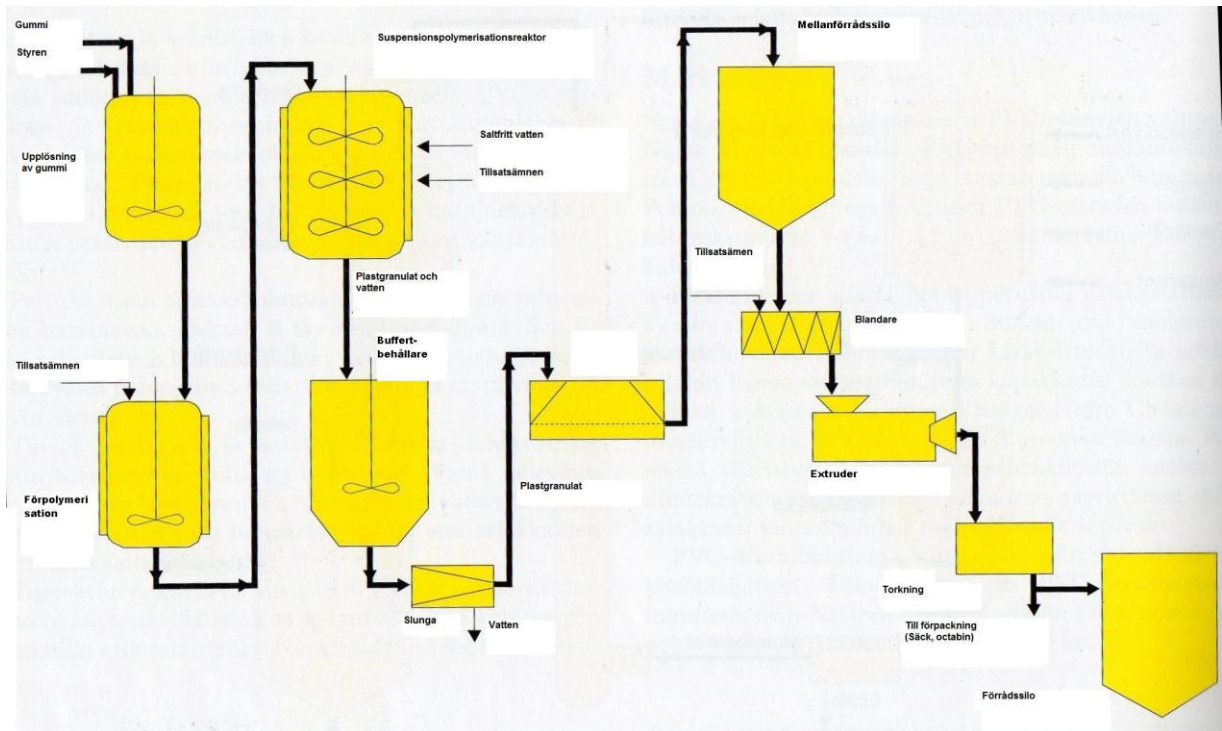 Gummi
Styren
Upplösning
av gummi
Tillsatsämnen
Förpolymeri
sation
Suspensionspolymerisationsreaktor
Saltfritt vatten
Tillsatsämnen
Plastgranulat och
vatten
Buffert-
behållare
Slunga
Vatten
Plastgranulat
Mellanförrådssilo
Tillsatsämen
Blandare
Extruder
Torkning
Till förpackning
(Säck, octabin)
Förrådssilo